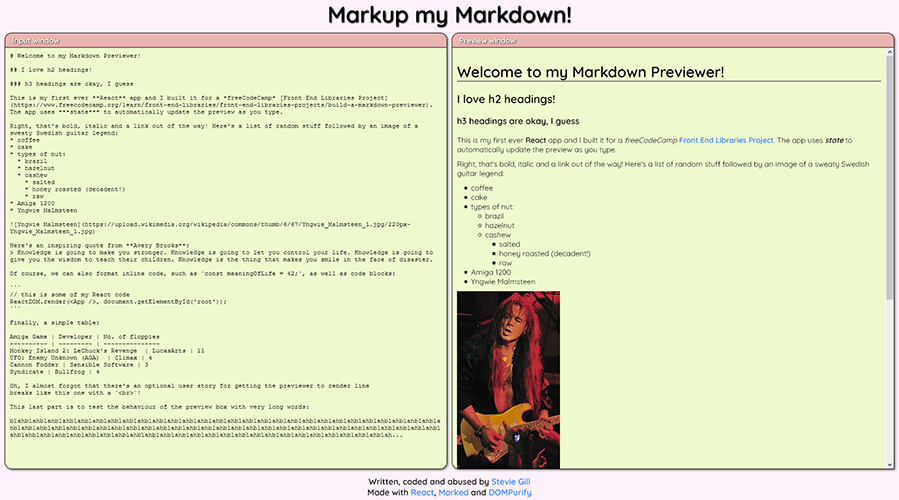 Markup my Markdown!
Input window
# Welcome to my Markdown Previewer!
## I love h2 headings!
### h3 headings are okay, I guess
This is my first ever **React** app and I built it for a *freeCodeCamp* [Front End Libraries Project]
(https://www.freecodecamp.org/learn/front-end-libraries/front-end-libraries-projects/build-a-markdown-previewer).
The app uses ***state*** to automatically update the preview as you type.
Right, that's bold, italic and a link out of the way! Here's a list of random stuff followed by an image of a
sweaty Swedish guitar legend:
* coffee
* cake
* types of nut:
  * brazil
  * hazelnut
  * cashew
    * salted
    * honey roasted (decadent!)
    * raw
* Amiga 1200
* Yngwie Malmsteen
![Yngwie Malmsteen](https://upload.wikimedia.org/wikipedia/commons/thumb/6/67/Yngwie_Malmsteen_1.jpg/220px-
Yngwie_Malmsteen_1.jpg)
Here's an inspiring quote from **Avery Brooks**:
> Knowledge is going to make you stronger. Knowledge is going to let you control your life. Knowledge is going to
give you the wisdom to teach their children. Knowledge is the thing that makes you smile in the face of disaster.
Of course, we can also format inline code, such as `const meaningOfLife = 42;`, as well as code blocks:
```
// this is some of my React code
ReactDOM.render(<App />, document.getElementById('root'));
```
Finally, a simple table:
Amiga Game | Developer | No. of floppies
---------- | --------- | ---------------
Monkey Island 2: LeChuck's Revenge  | LucasArts | 11
UFO: Enemy Unknown (AGA)  | Climax | 4
Cannon Fodder | Sensible Software | 3
Syndicate | Bullfrog | 4
Oh, I almost forgot that there's an optional user story for getting the previewer to render line
breaks like this one with a `<br>`!
This last part is to test the behaviour of the preview box with very long words:
Preview window
Welcome to my Markdown Previewer!
I love h2 headings!
h3 headings are okay, I guess
This is my first ever React app and I built it for a freeCodeCamp Front End Libraries Project. The app uses state to
automatically update the preview as you type.
Right, that's bold, italic and a link out of the way! Here's a list of random stuff followed by an image of a sweaty Swedish
guitar legend:
coffee
cake
types of nut:
brazil
hazelnut
cashew
salted
honey roasted (decadent!)
raw
Amiga 1200
Yngwie Malmsteen
Written, coded and abused by Stevie Gill
Made with React, Marked and DOMPurify